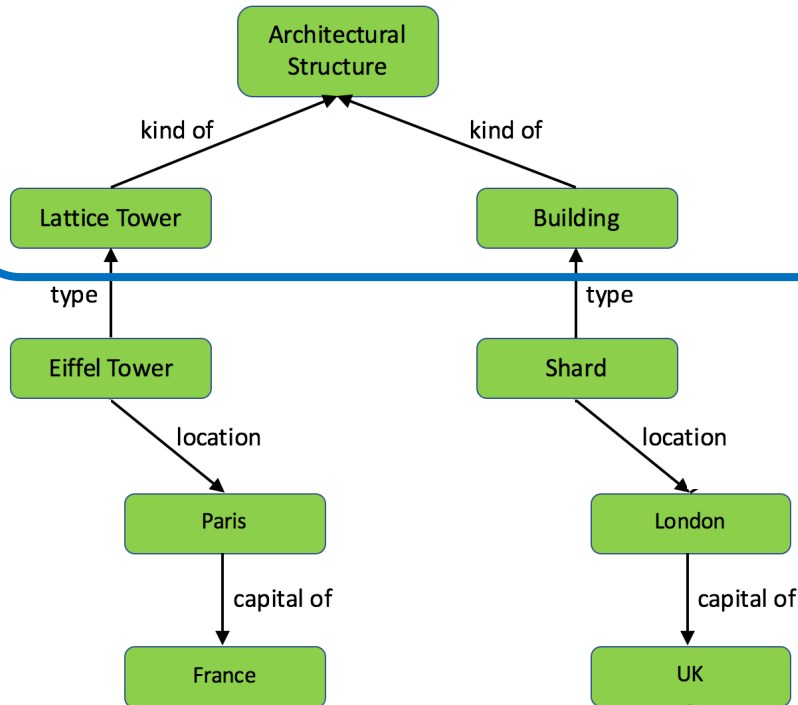 Architectural
Structure
kind of
kind of
Lattice Tower
Building
type
type
Eiffel Tower
Shard
location
location
Paris
London
capital of
capital of
France
UK